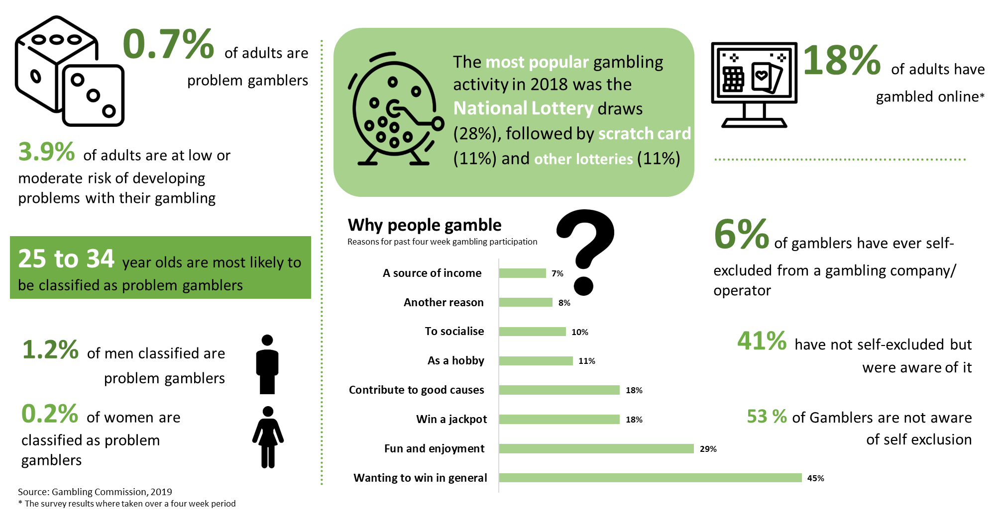 0.7% of adults are
problem gamblers
3.9% of adults are at low or
moderate risk of developing
problems with their gambling
25 to 34 year olds are most likely to
be classified as problem gamblers
1.2% of men classified are
problem gamblers
0.2% of women are
classified as problem
gamblers
Source: Gambling Commission, 2019
* The survey results where taken over a four week period
The most popular gambling
activity in 2018 was the
National Lottery draws
(28%), followed by scratch card
(11%) and other lotteries (11%)
Why people gamble
Reasons for past four week gambling participation
A source of income 7%
Another reason 8%
To socialise 10%
As a hobby 11%
Contribute to good causes 18%
Win a jackpot 18%
Fun and enjoyment 29%
Wanting to win in general 45%
?
18% of adults have
gambled online*
6% of gamblers have ever self-
excluded from a gambling company/
operator
41% have not self-excluded but
were aware of it
53 % of Gamblers are not aware
of self exclusion